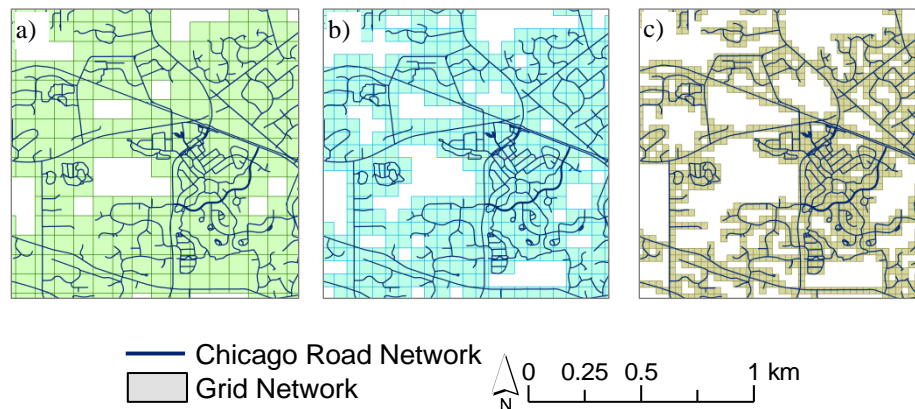 a) b) c)
Chicago Road Network
Grid Network
N
0 0.25 0.5 1 km